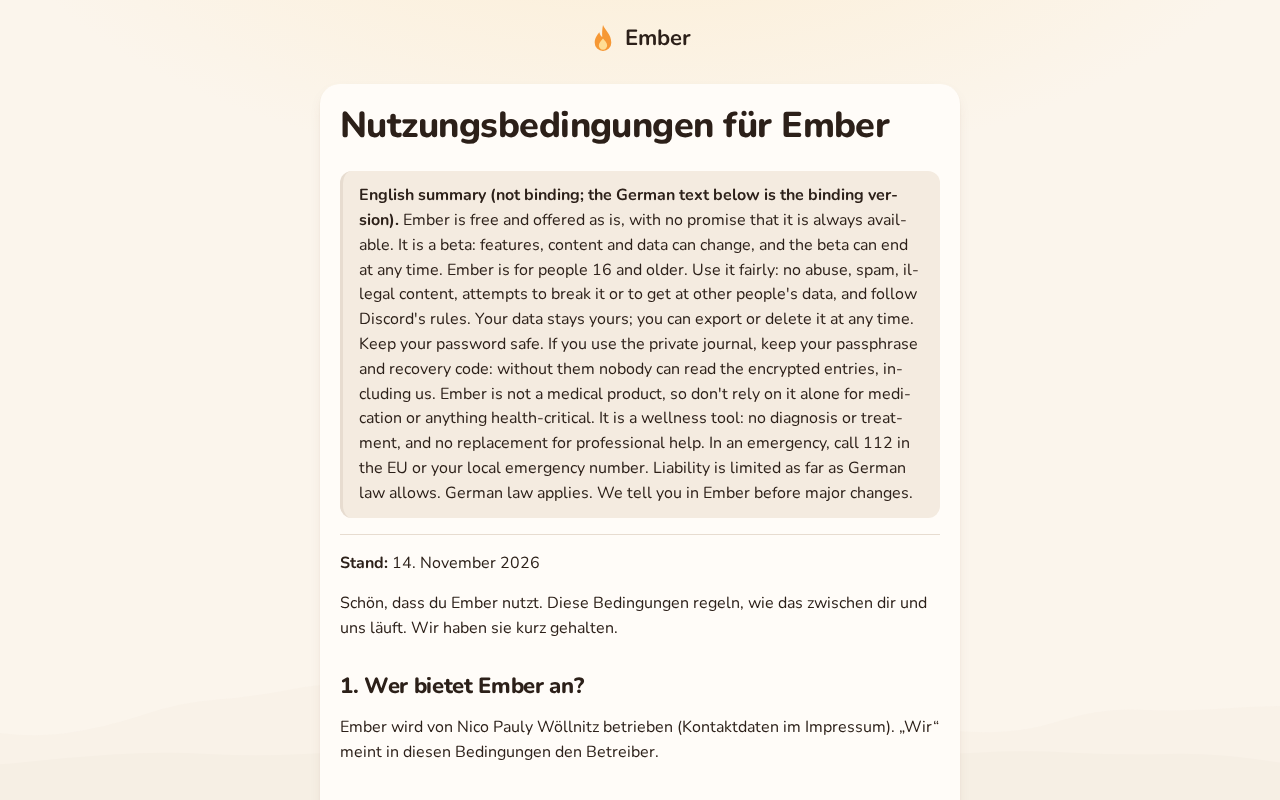 Ember
Nutzungsbedingungen für Ember
English summary (not binding; the German text below is the binding ver-
sion). Ember is free and offered as is, with no promise that it is always avail-
able. It is a beta: features, content and data can change, and the beta can end
at any time. Ember is for people 16 and older. Use it fairly: no abuse, spam, il-
legal content, attempts to break it or to get at other people's data, and follow
Discord's rules. Your data stays yours; you can export or delete it at any time.
Keep your password safe. If you use the private journal, keep your passphrase
and recovery code: without them nobody can read the encrypted entries, in-
cluding us. Ember is not a medical product, so don't rely on it alone for medi-
cation or anything health-critical. It is a wellness tool: no diagnosis or treat-
ment, and no replacement for professional help. In an emergency, call 112 in
the EU or your local emergency number. Liability is limited as far as German
law allows. German law applies. We tell you in Ember before major changes.
Stand: 14. November 2026
Schön, dass du Ember nutzt. Diese Bedingungen regeln, wie das zwischen dir und
uns läuft. Wir haben sie kurz gehalten.
1. Wer bietet Ember an?
Ember wird von Nico Pauly Wöllnitz betrieben (Kontaktdaten im Impressum). „Wir“
meint in diesen Bedingungen den Betreiber.